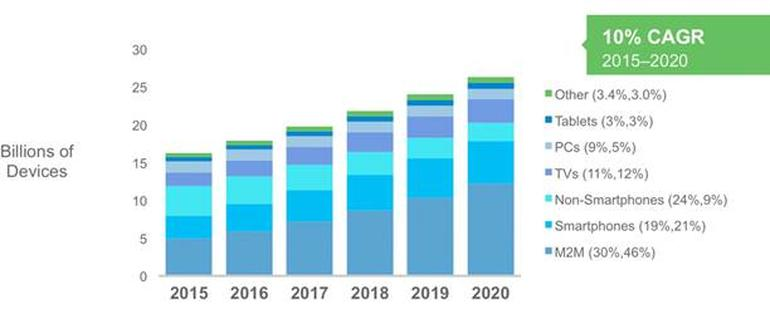 10% CAGR
2015–2020
30
25
20
15
10
5
0
Billions of
Devices
2015 2016 2017 2018 2019 2020
Other (3.4%,3.0%)
Tablets (3%,3%)
PCs (9%,5%)
TVs (11%,12%)
Non-Smartphones (24%,9%)
Smartphones (19%,21%)
M2M (30%,46%)